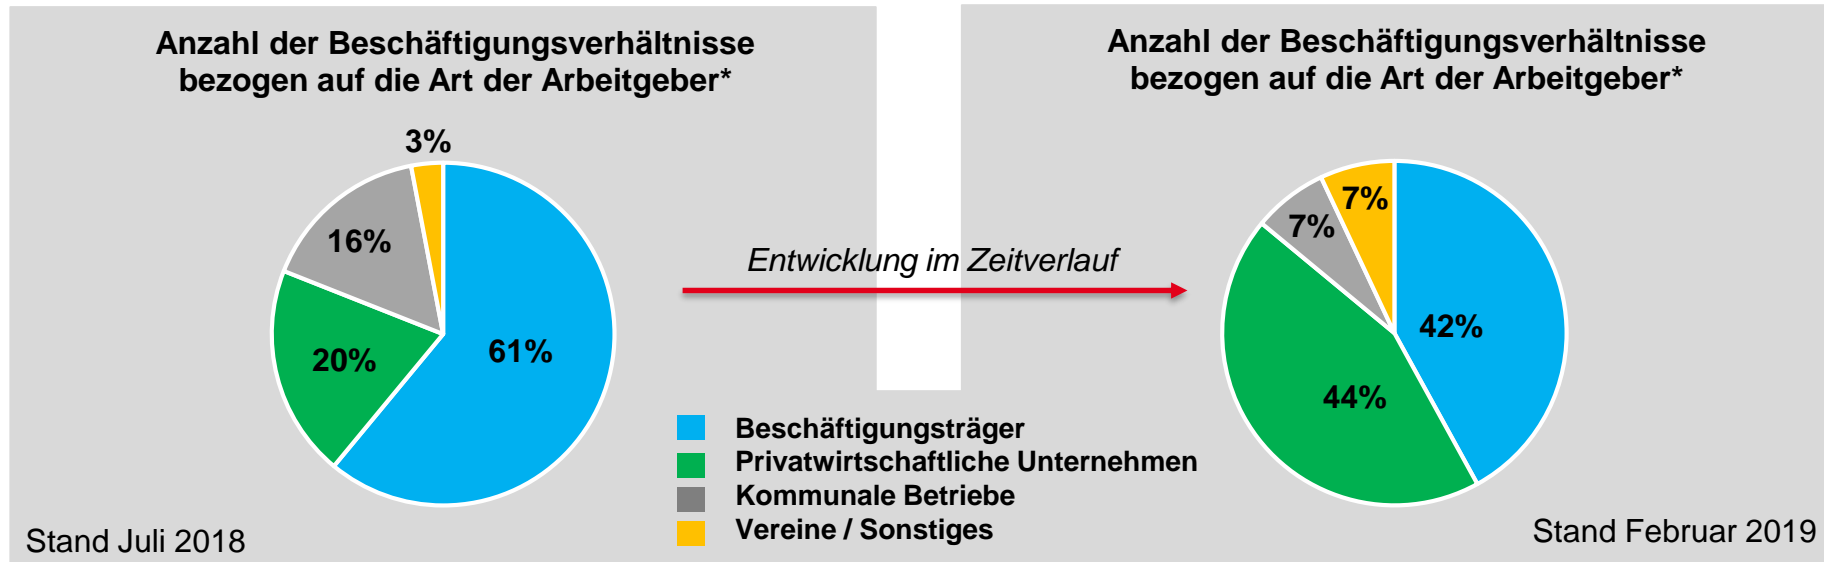 Anzahl der Beschäftigungsverhältnisse
bezogen auf die Art der Arbeitgeber*
3%
16%
20%
61%
Stand Juli 2018
Entwicklung im Zeitverlauf
Beschäftigungsträger
Privatwirtschaftliche Unternehmen
Kommunale Betriebe
Vereine / Sonstiges
Anzahl der Beschäftigungsverhältnisse
bezogen auf die Art der Arbeitgeber*
7%
7%
42%
44%
Stand Februar 2019